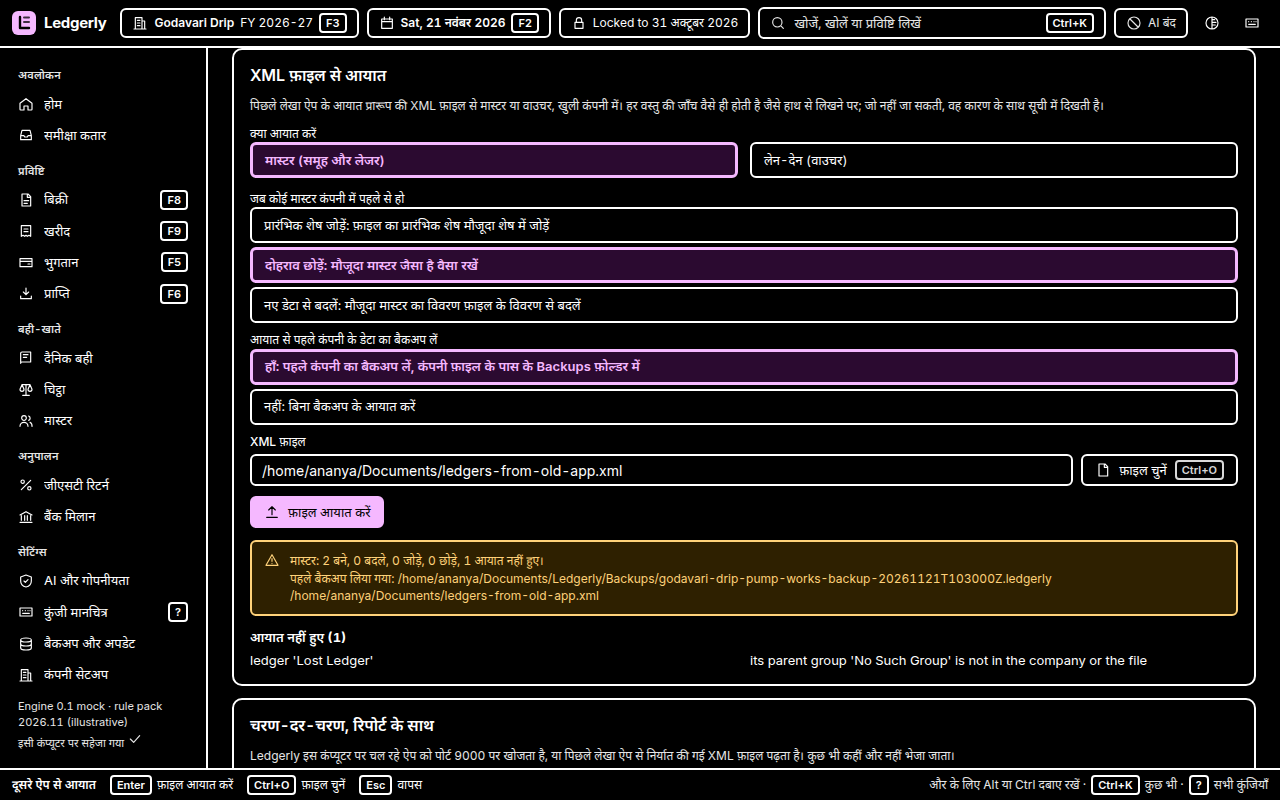 Ledgerly
Godavari Drip FY 2026-27 F3
Sat, 21 नवंबर 2026 F2
Locked to 31 अक्टूबर 2026
खोजें, खोलें या प्रविष्टि लिखें Ctrl+K
AI बंद
अवलोकन
होम
समीक्षा कतार
प्रविष्टि
बिक्री F8
खरीद F9
भुगतान F5
प्राप्ति F6
बही-खाते
दैनिक बही
चिट्ठा
मास्टर
अनुपालन
जीएसटी रिटर्न
बैंक मिलान
सेटिंग्स
AI और गोपनीयता
कुंजी मानचित्र ?
बैकअप और अपडेट
कंपनी सेटअप
Engine 0.1 mock · rule pack
2026.11 (illustrative)
इसी कंप्यूटर पर सहेजा गया
XML फ़ाइल से आयात
पिछले लेखा ऐप के आयात प्रारूप की XML फ़ाइल से मास्टर या वाउचर, खुली कंपनी में। हर वस्तु की जाँच वैसे ही होती है जैसे हाथ से लिखने पर; जो नहीं जा सकती, वह कारण के साथ सूची में दिखती है।
क्या आयात करें
मास्टर (समूह और लेजर)
लेन-देन (वाउचर)
जब कोई मास्टर कंपनी में पहले से हो
प्रारंभिक शेष जोड़ें: फ़ाइल का प्रारंभिक शेष मौजूदा शेष में जोड़ें
दोहराव छोड़ें: मौजूदा मास्टर जैसा है वैसा रखें
नए डेटा से बदलें: मौजूदा मास्टर का विवरण फ़ाइल के विवरण से बदलें
आयात से पहले कंपनी के डेटा का बैकअप लें
हाँ: पहले कंपनी का बैकअप लें, कंपनी फ़ाइल के पास के Backups फ़ोल्डर में
नहीं: बिना बैकअप के आयात करें
XML फ़ाइल
/home/ananya/Documents/ledgers-from-old-app.xml
फ़ाइल चुनें Ctrl+O
फ़ाइल आयात करें
मास्टर: 2 बने, 0 बदले, 0 जोड़े, 0 छोड़े, 1 आयात नहीं हुए।
पहले बैकअप लिया गया: /home/ananya/Documents/Ledgerly/Backups/godavari-drip-pump-works-backup-20261121T103000Z.ledgerly
/home/ananya/Documents/ledgers-from-old-app.xml
आयात नहीं हुए (1)
ledger 'Lost Ledger' its parent group 'No Such Group' is not in the company or the file
चरण-दर-चरण, रिपोर्ट के साथ
Ledgerly इस कंप्यूटर पर चल रहे ऐप को पोर्ट 9000 पर खोजता है, या पिछले लेखा ऐप से निर्यात की गई XML फ़ाइल पढ़ता है। कुछ भी कहीं और नहीं भेजा जाता।
दूसरे ऐप से आयात Enter फ़ाइल आयात करें Ctrl+O फ़ाइल चुनें Esc वापस
और के लिए Alt या Ctrl दबाए रखें · Ctrl+K कुछ भी · ? सभी कुंजियाँ